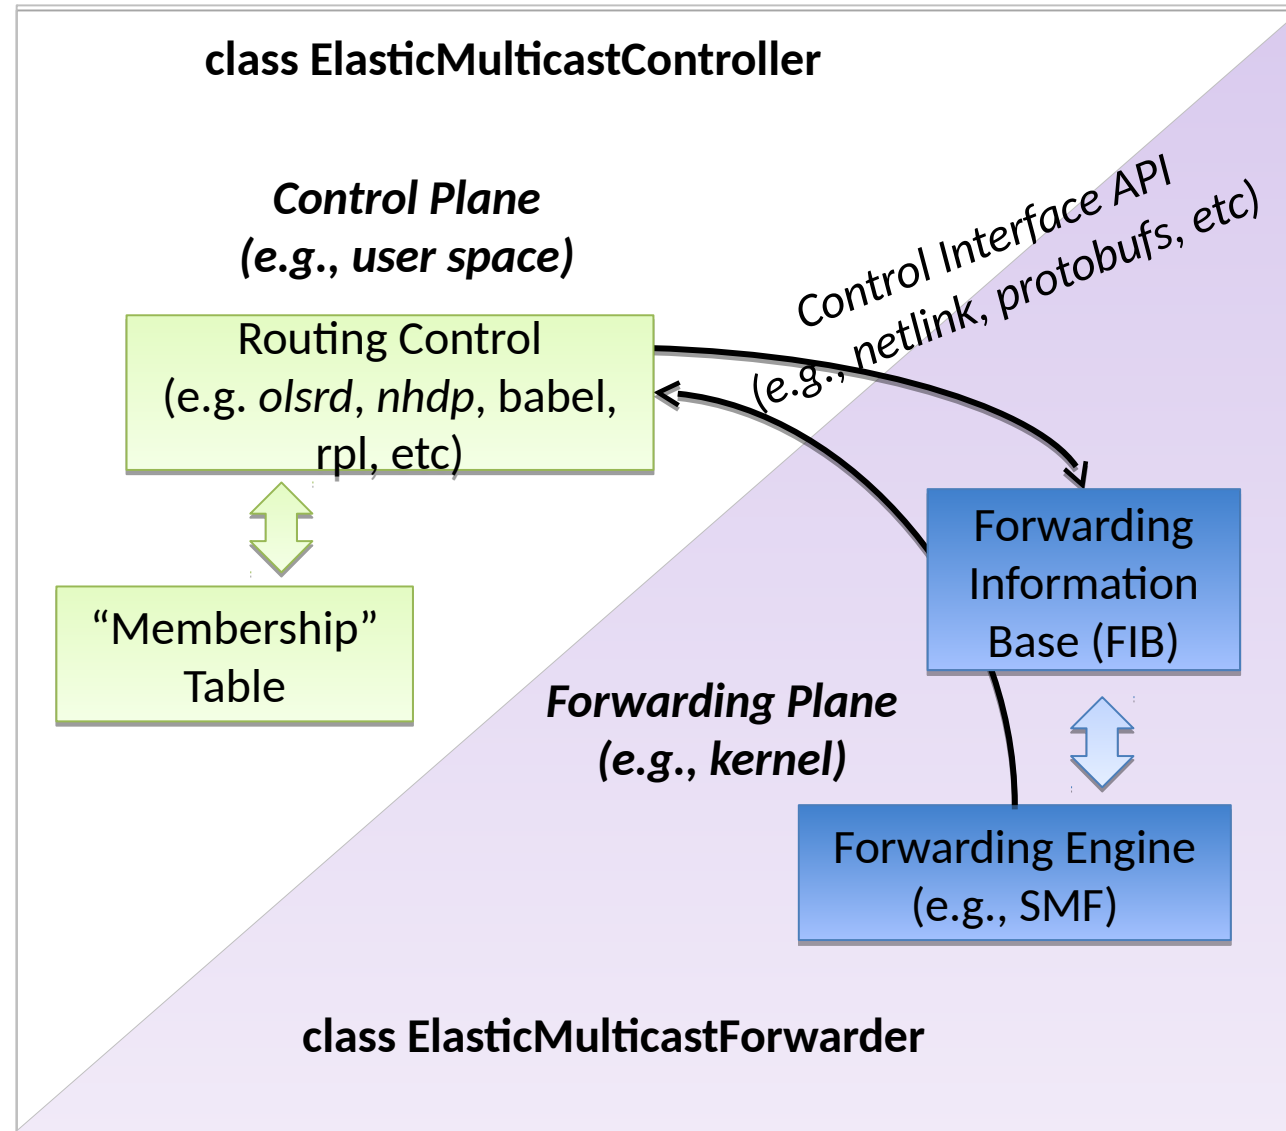 class ElasticMulticastController
Control Plane
(e.g., user space)
Control Interface API
(e.g., netlink, protobufs, etc)
Routing Control
(e.g. olsrd, nhdp, babel,
rpl, etc)
“Membership”
Table
Forwarding
Information
Base (FIB)
Forwarding Plane
(e.g., kernel)
Forwarding Engine
(e.g., SMF)
class ElasticMulticastForwarder